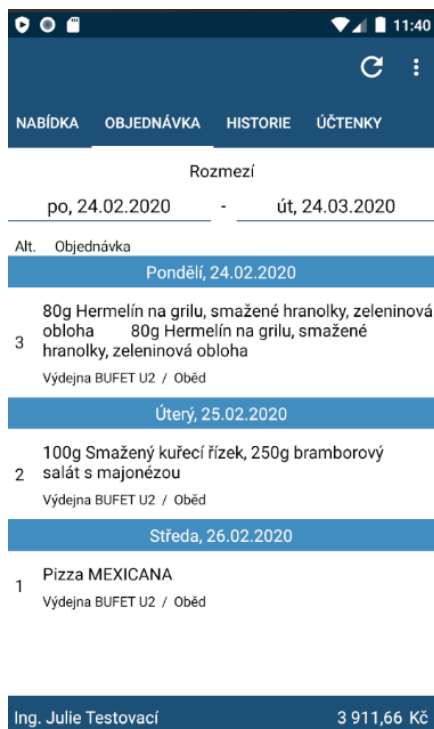 11:40
NABÍDKA OBJEDNÁVKA HISTORIE ÚČTENKY
Rozmezí
po, 24.02.2020 - út, 24.03.2020
Alt. Objednávka
Pondělí, 24.02.2020
80g Hermelín na grilu, smažené hranolky, zeleninová
obloha 80g Hermelín na grilu, smažené
3 hranolky, zeleninová obloha
Výdejna BUFET U2 / Oběd
Úterý, 25.02.2020
100g Smažený kuřecí řízek, 250g bramborový
2 salát s majonézou
Výdejna BUFET U2 / Oběd
Středa, 26.02.2020
1 Pizza MEXICANA
Výdejna BUFET U2 / Oběd
Ing. Julie Testovací 3 911,66 Kč